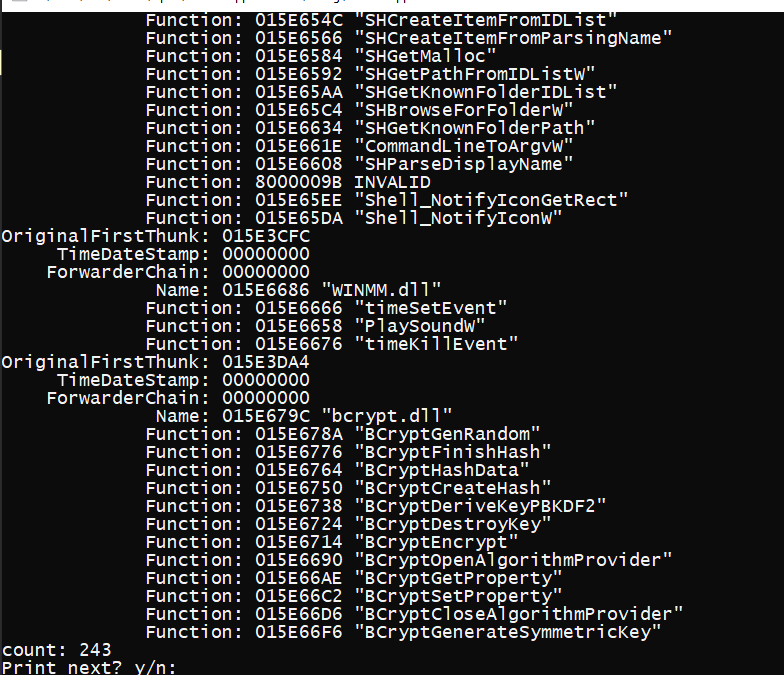 Function: 015E654C "SHCreateItemFromIDList"
Function: 015E6566 "SHCreateItemFromParsingName"
Function: 015E6584 "SHGetMalloc"
Function: 015E6592 "SHGetPathFromIDListW"
Function: 015E65AA "SHGetKnownFolderIDList"
Function: 015E65C4 "SHBrowseForFolderW"
Function: 015E6634 "SHGetKnownFolderPath"
Function: 015E661E "CommandLineToArgvW"
Function: 015E6608 "SHParseDisplayName"
Function: 8000009B INVALID
Function: 015E65EE "Shell_NotifyIconGetRect"
Function: 015E65DA "Shell_NotifyIconW"
OriginalFirstThunk: 015E3CFC
TimeDateStamp: 00000000
ForwarderChain: 00000000
Name: 015E6686 "WINMM.dll"
Function: 015E6666 "timeSetEvent"
Function: 015E6658 "PlaySoundW"
Function: 015E6676 "timeKillEvent"
OriginalFirstThunk: 015E3DA4
TimeDateStamp: 00000000
ForwarderChain: 00000000
Name: 015E679C "bcrypt.dll"
Function: 015E678A "BCryptGenRandom"
Function: 015E6776 "BCryptFinishHash"
Function: 015E6764 "BCryptHashData"
Function: 015E6750 "BCryptCreateHash"
Function: 015E6738 "BCryptDeriveKeyPBKDF2"
Function: 015E6724 "BCryptDestroyKey"
Function: 015E6714 "BCryptEncrypt"
Function: 015E6690 "BCryptOpenAlgorithmProvider"
Function: 015E66AE "BCryptGetProperty"
Function: 015E66C2 "BCryptSetProperty"
Function: 015E66D6 "BCryptCloseAlgorithmProvider"
Function: 015E66F6 "BCryptGenerateSymmetricKey"
count: 243
Print next? y/n: